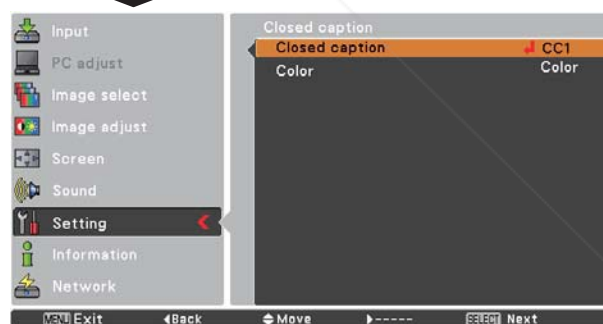 Input
PC adjust
Image select
Image adjust
Screen
Sound
Setting
Information
Network
Closed caption
Closed caption CC1
Color Color
MENU Exit Back Move ----- SELECT Next